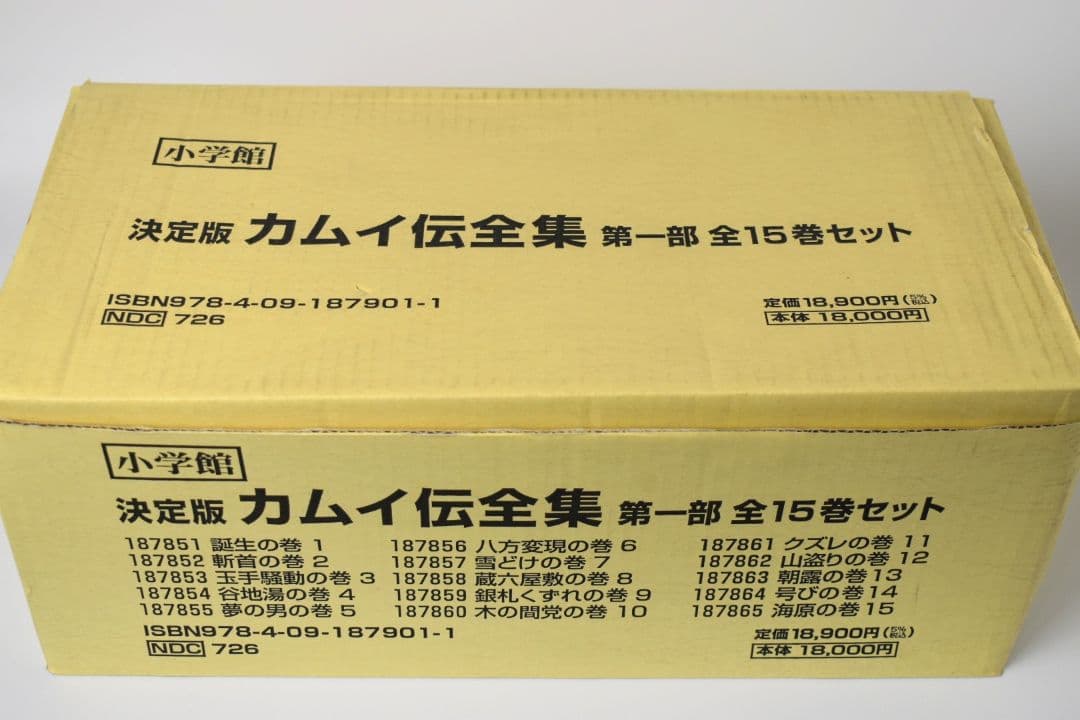 小学館
決定版 カムイ伝全集 第一部 全15巻セット
ISBN978-4-09-187901-1 定価18,900円(5%税込)
NDC 726 本体 18,000円
小学館
決定版 カムイ伝全集 第一部 全15巻セット
187851 誕生の巻 1 187856 八方変現の巻 6 187861 クズレの巻 11
187852 斬首の巻 2 187857 雪どけの巻 7 187862 山盗りの巻 12
187853 玉手騒動の巻 3 187858 蔵六屋敷の巻 8 187863 朝露の巻 13
187854 谷地湯の巻 4 187859 銀札くずれの巻 9 187864 号びの巻 14
187855 夢の男の巻 5 187860 木の間党の巻 10 187865 海原の巻 15
ISBN978-4-09-187901-1 定価18,900円(5%税込)
NDC 726 本体 18,000円